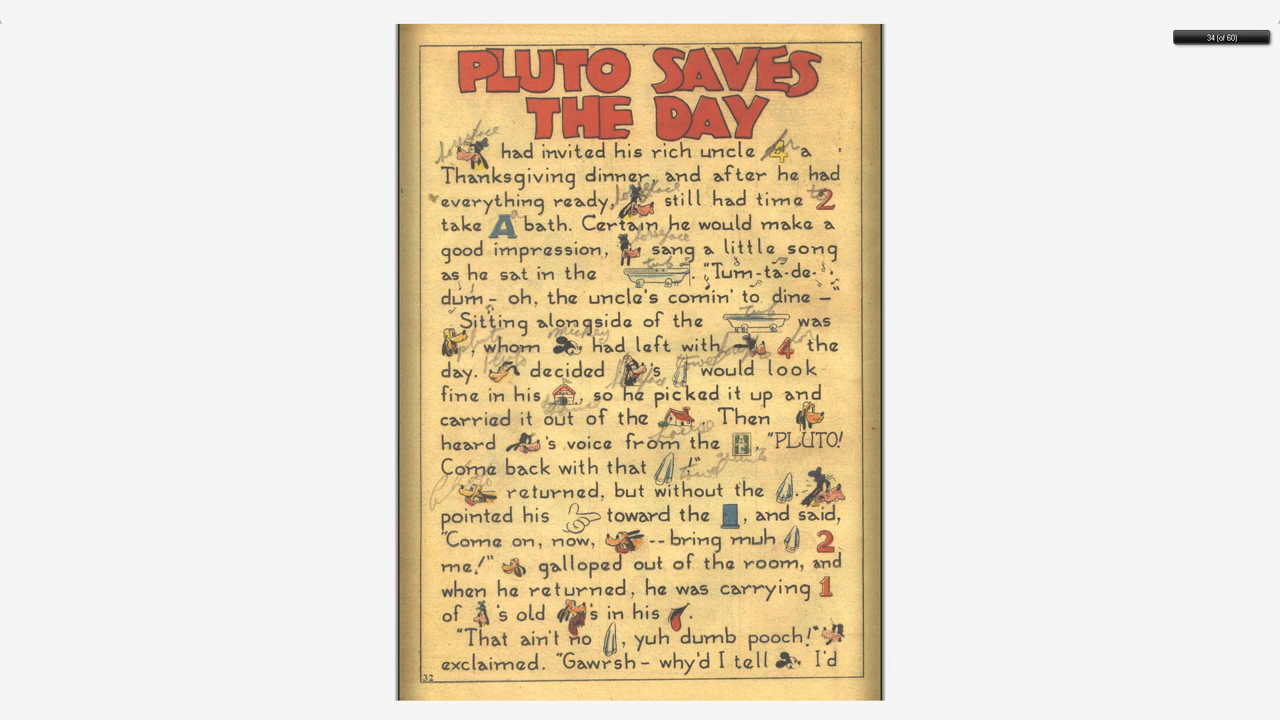 34 (of 60)
PLUTO SAVES
THE DAY
had invited his rich uncle 4 a
Thanksgiving dinner, and after he had
everything ready, still had time 2
take A bath. Certain he would make a
good impression, sang a little song
as he sat in the . "Tum-ta-de-
dum- oh, the uncle's comin' to dine -"
Sitting alongside of the was
, whom had left with 4 the
day. decided 's would look
fine in his , so he picked it up and
carried it out of the . Then
heard 's voice from the . "PLUTO!
Come back with that !"
returned, but without the .
pointed his toward the , and said,
"Come on, now, -- bring muh 2
me!" galloped out of the room, and
when he returned, he was carrying 1
of 's old 's in his .
"That ain't no , yuh dumb pooch!"
exclaimed. "Gawrsh - why'd I tell I'd
32